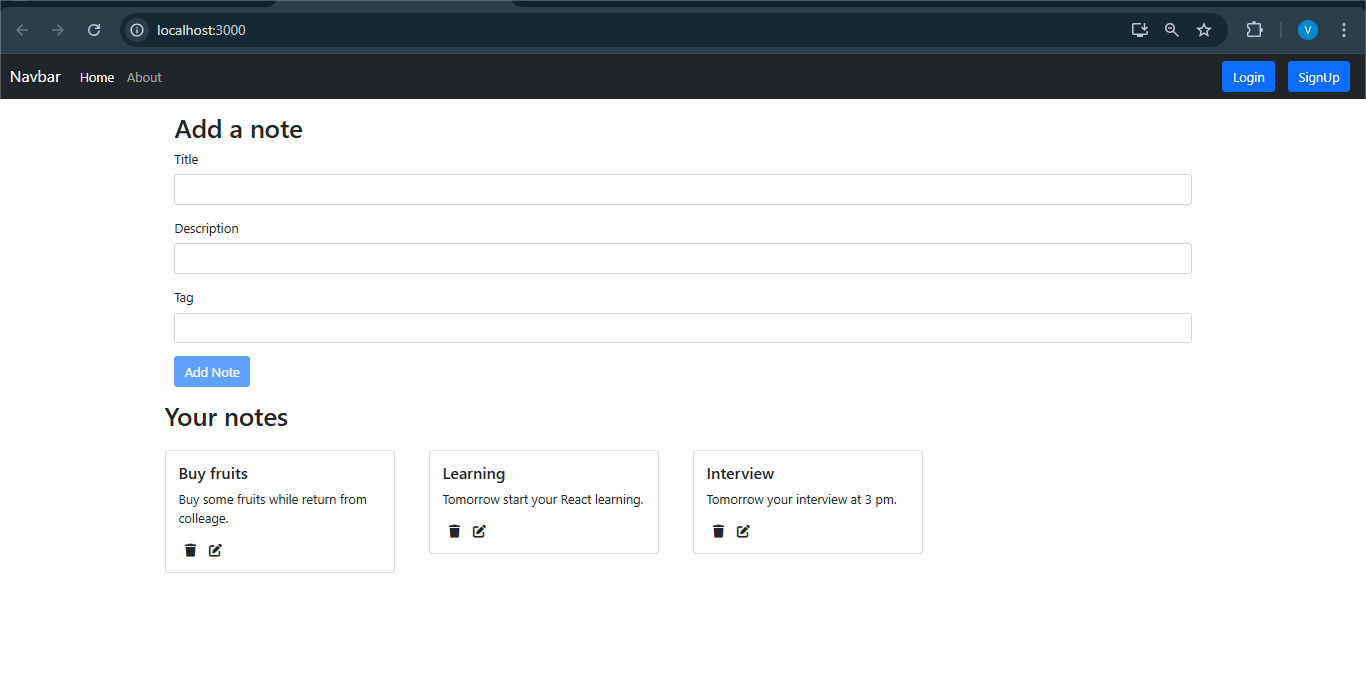 localhost:3000
V
Navbar Home About Login SignUp
Add a note
Title
Description
Tag
Add Note
Your notes
Buy fruits
Buy some fruits while return from
colleage.
Learning
Tomorrow start your React learning.
Interview
Tomorrow your interview at 3 pm.